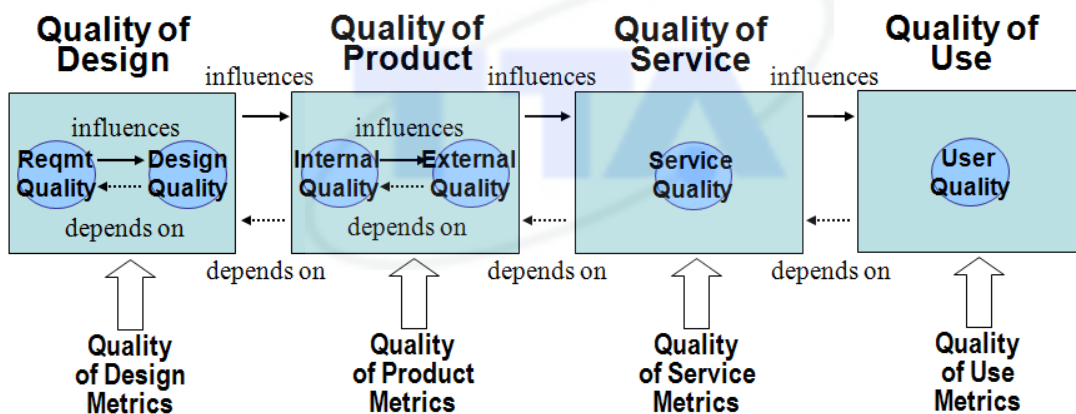 Quality of
Design
Quality of
Product
Quality of
Service
Quality of
Use
influences
influences
influences
influences
Reqmt
Quality
Design
Quality
depends on
influences
Internal
Quality
External
Quality
depends on
Service
Quality
User
Quality
depends on
depends on
depends on
Quality
of Design
Metrics
Quality
of Product
Metrics
Quality
of Service
Metrics
Quality
of Use
Metrics
TTA